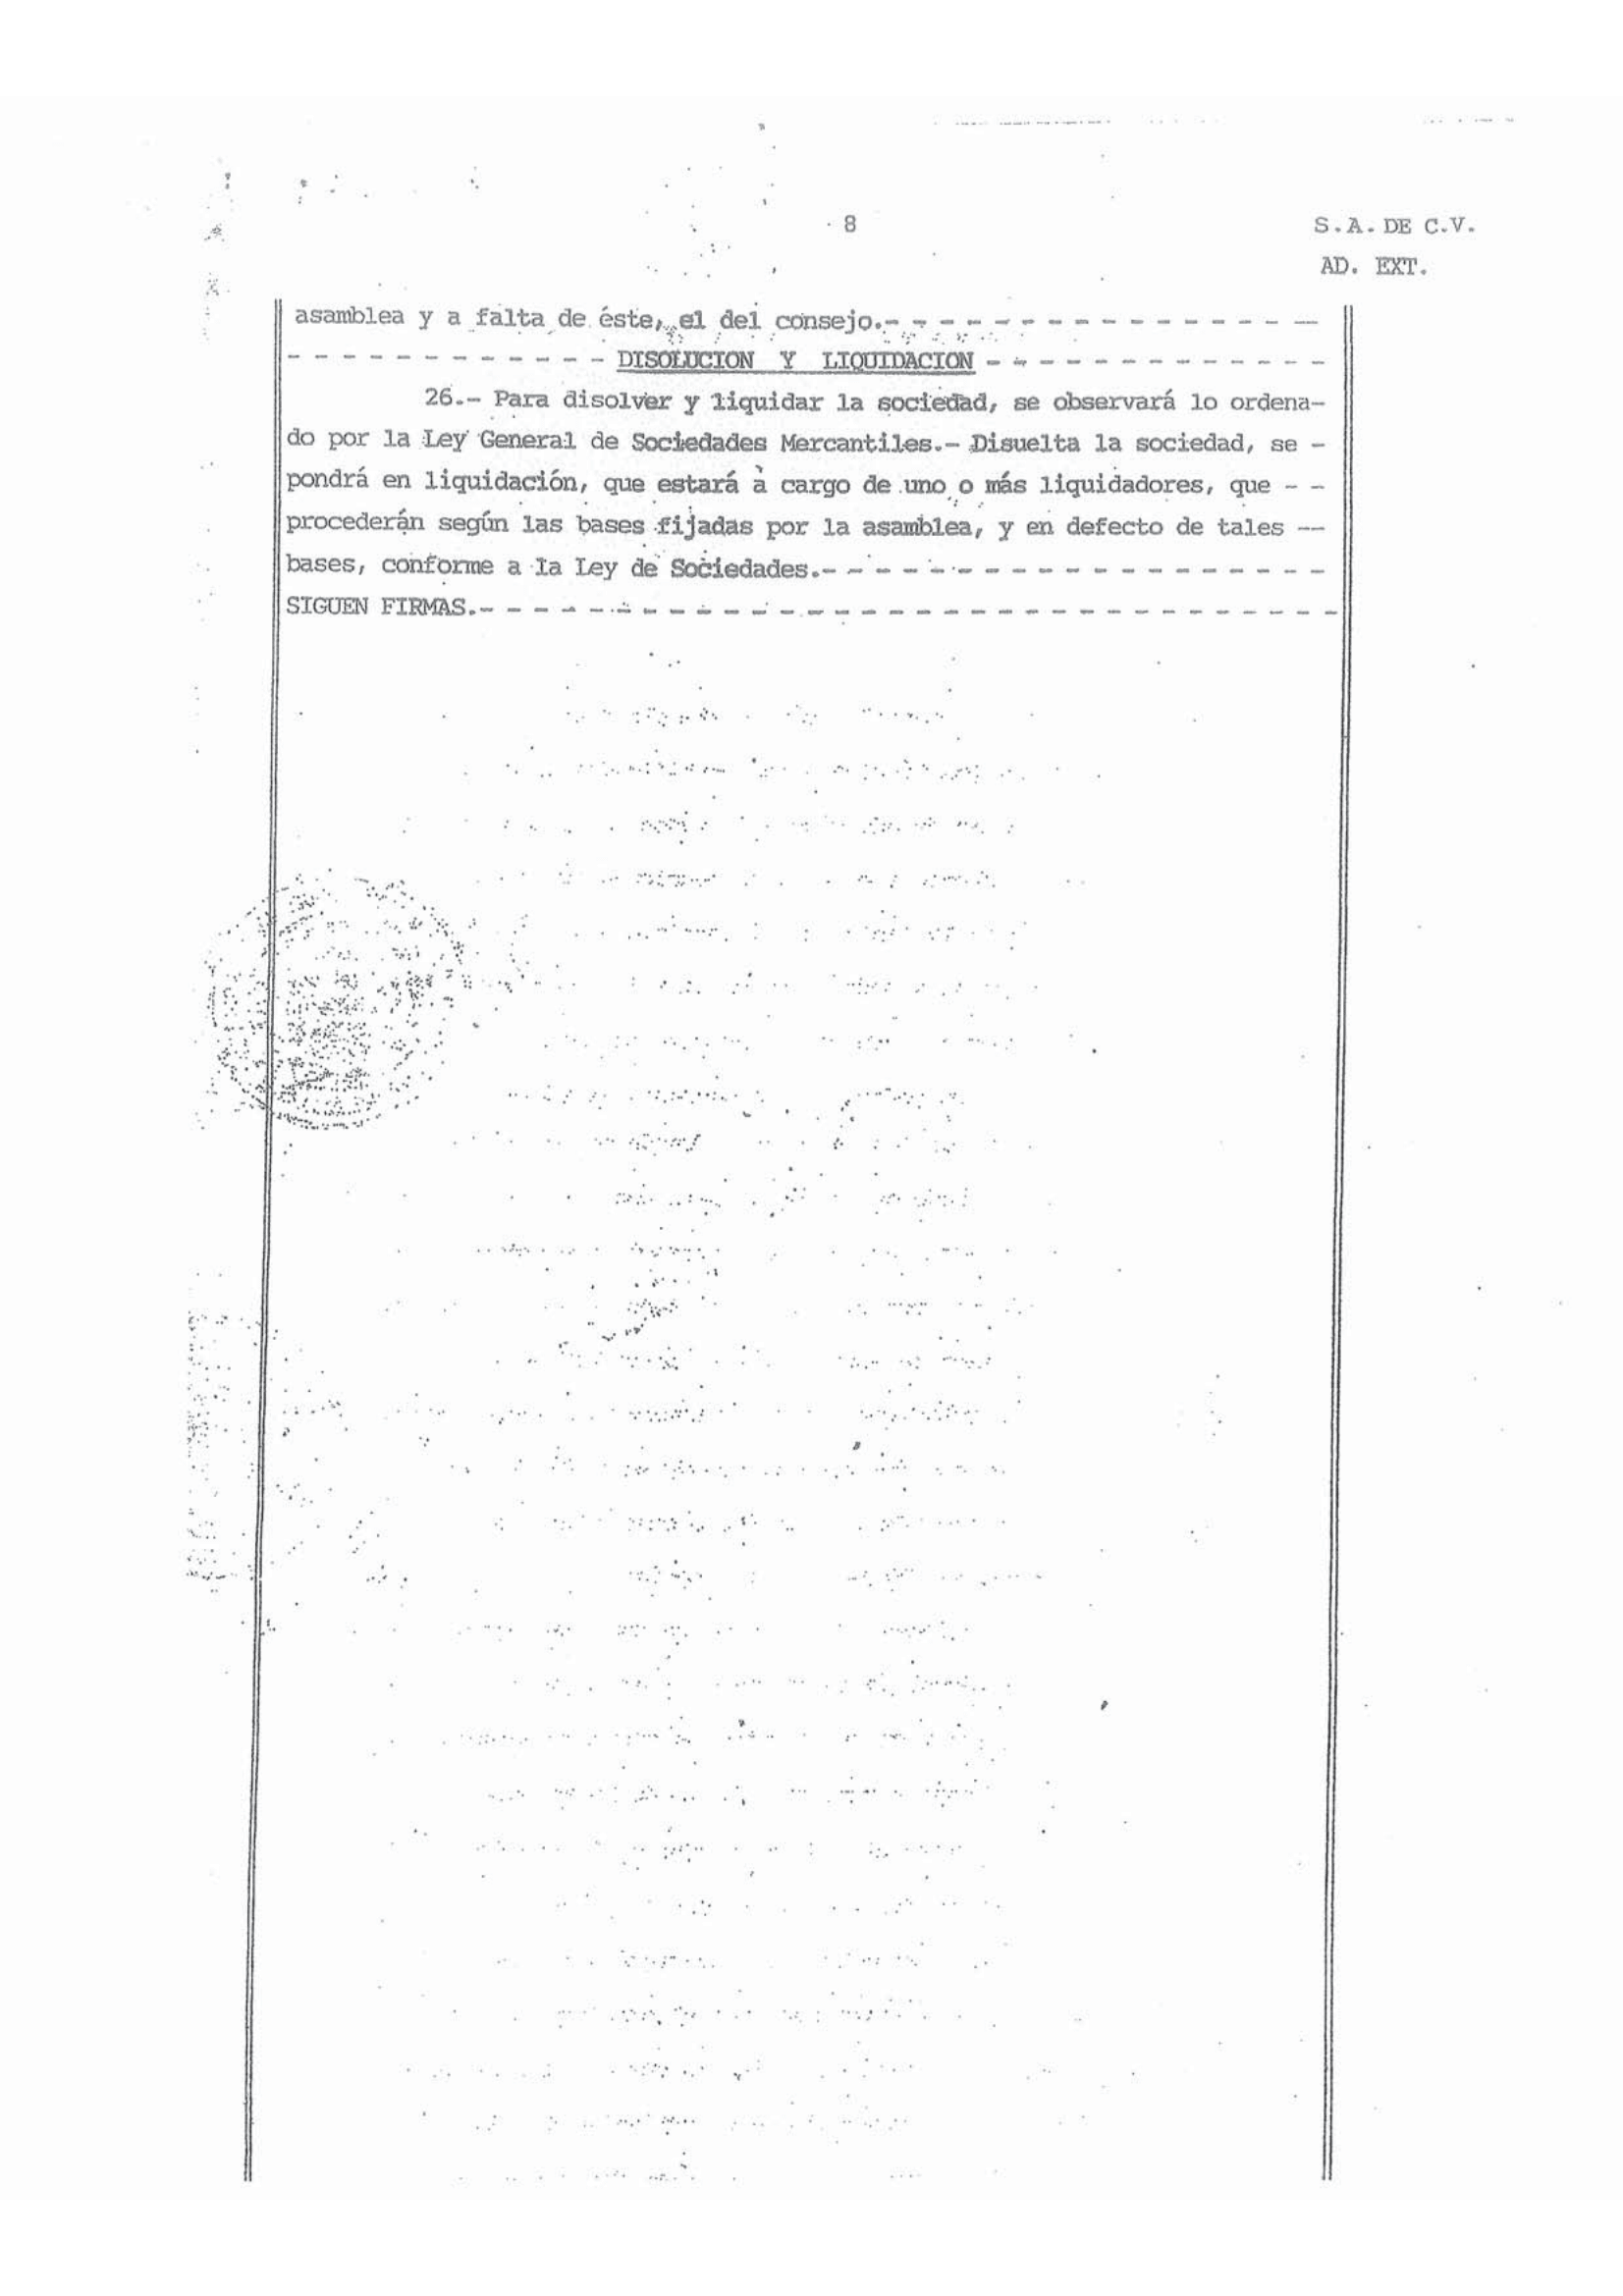 8
S.A. DE C.V.
AD. EXT.
asamblea y a falta de éste, el del consejo.- - - - - - - - - - - - - - - - -
- - - - - - - - - - - - DISOLUCION Y LIQUIDACION - - - - - - - - - - - - -
26.- Para disolver y liquidar la sociedad, se observará lo ordena-
do por la Ley General de Sociedades Mercantiles.- Disuelta la sociedad, se -
pondrá en liquidación, que estará a cargo de uno o más liquidadores, que - -
procederán según las bases fijadas por la asamblea, y en defecto de tales --
bases, conforme a la Ley de Sociedades.- - - - - - - - - - - - - - - - - - -
SIGUEN FIRMAS.- - - - - - - - - - - - - - - - - - - - - - - - - - - - - - - -